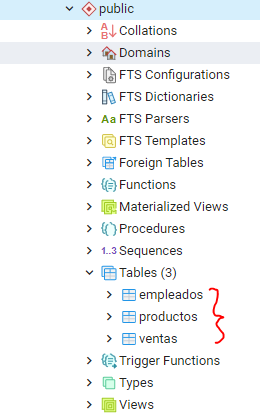 public
Collations
Domains
FTS Configurations
FTS Dictionaries
FTS Parsers
FTS Templates
Foreign Tables
Functions
Materialized Views
Procedures
1..3 Sequences
Tables (3)
empleados
productos
ventas
Trigger Functions
Types
Views